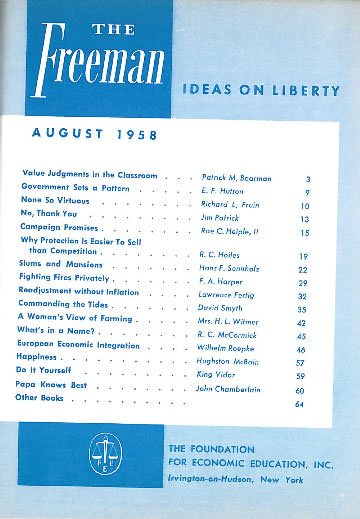 THE
Freeman
IDEAS ON LIBERTY
AUGUST 1958
Value Judgments in the Classroom . . . Patrick M. Boarman 3
Government Sets a Pattern . . . . . E. F. Hutton 9
None So Virtuous . . . . . . . Richard L. Fruin 10
No, Thank You . . . . . . . Jim Patrick 13
Campaign Promises . . . . . . . Roe C. Helple, II 15
Why Protection Is Easier To Sell
than Competition . . . . . . . R. C. Hoiles 19
Slums and Mansions . . . . . . Hans F. Sennholz 22
Fighting Fires Privately . . . . . F. A. Harper 29
Readjustment without Inflation . . . . Lawrence Fertig 32
Commanding the Tides . . . . . . David Smyth 35
A Woman's View of Farming . . . . . Mrs. H. L. Witmer 42
What's in a Name? . . . . . . . R. C. McCormick 45
European Economic Integration . . . . Wilhelm Roepke 46
Happiness . . . . . . . . . Hughston McBain 57
Do It Yourself . . . . . . . . King Vidor 59
Papa Knows Best . . . . . . . John Chamberlain 60
Other Books . . . . . . . . 64
FEE
THE FOUNDATION
FOR ECONOMIC EDUCATION, INC.
Irvington-on-Hudson, New York